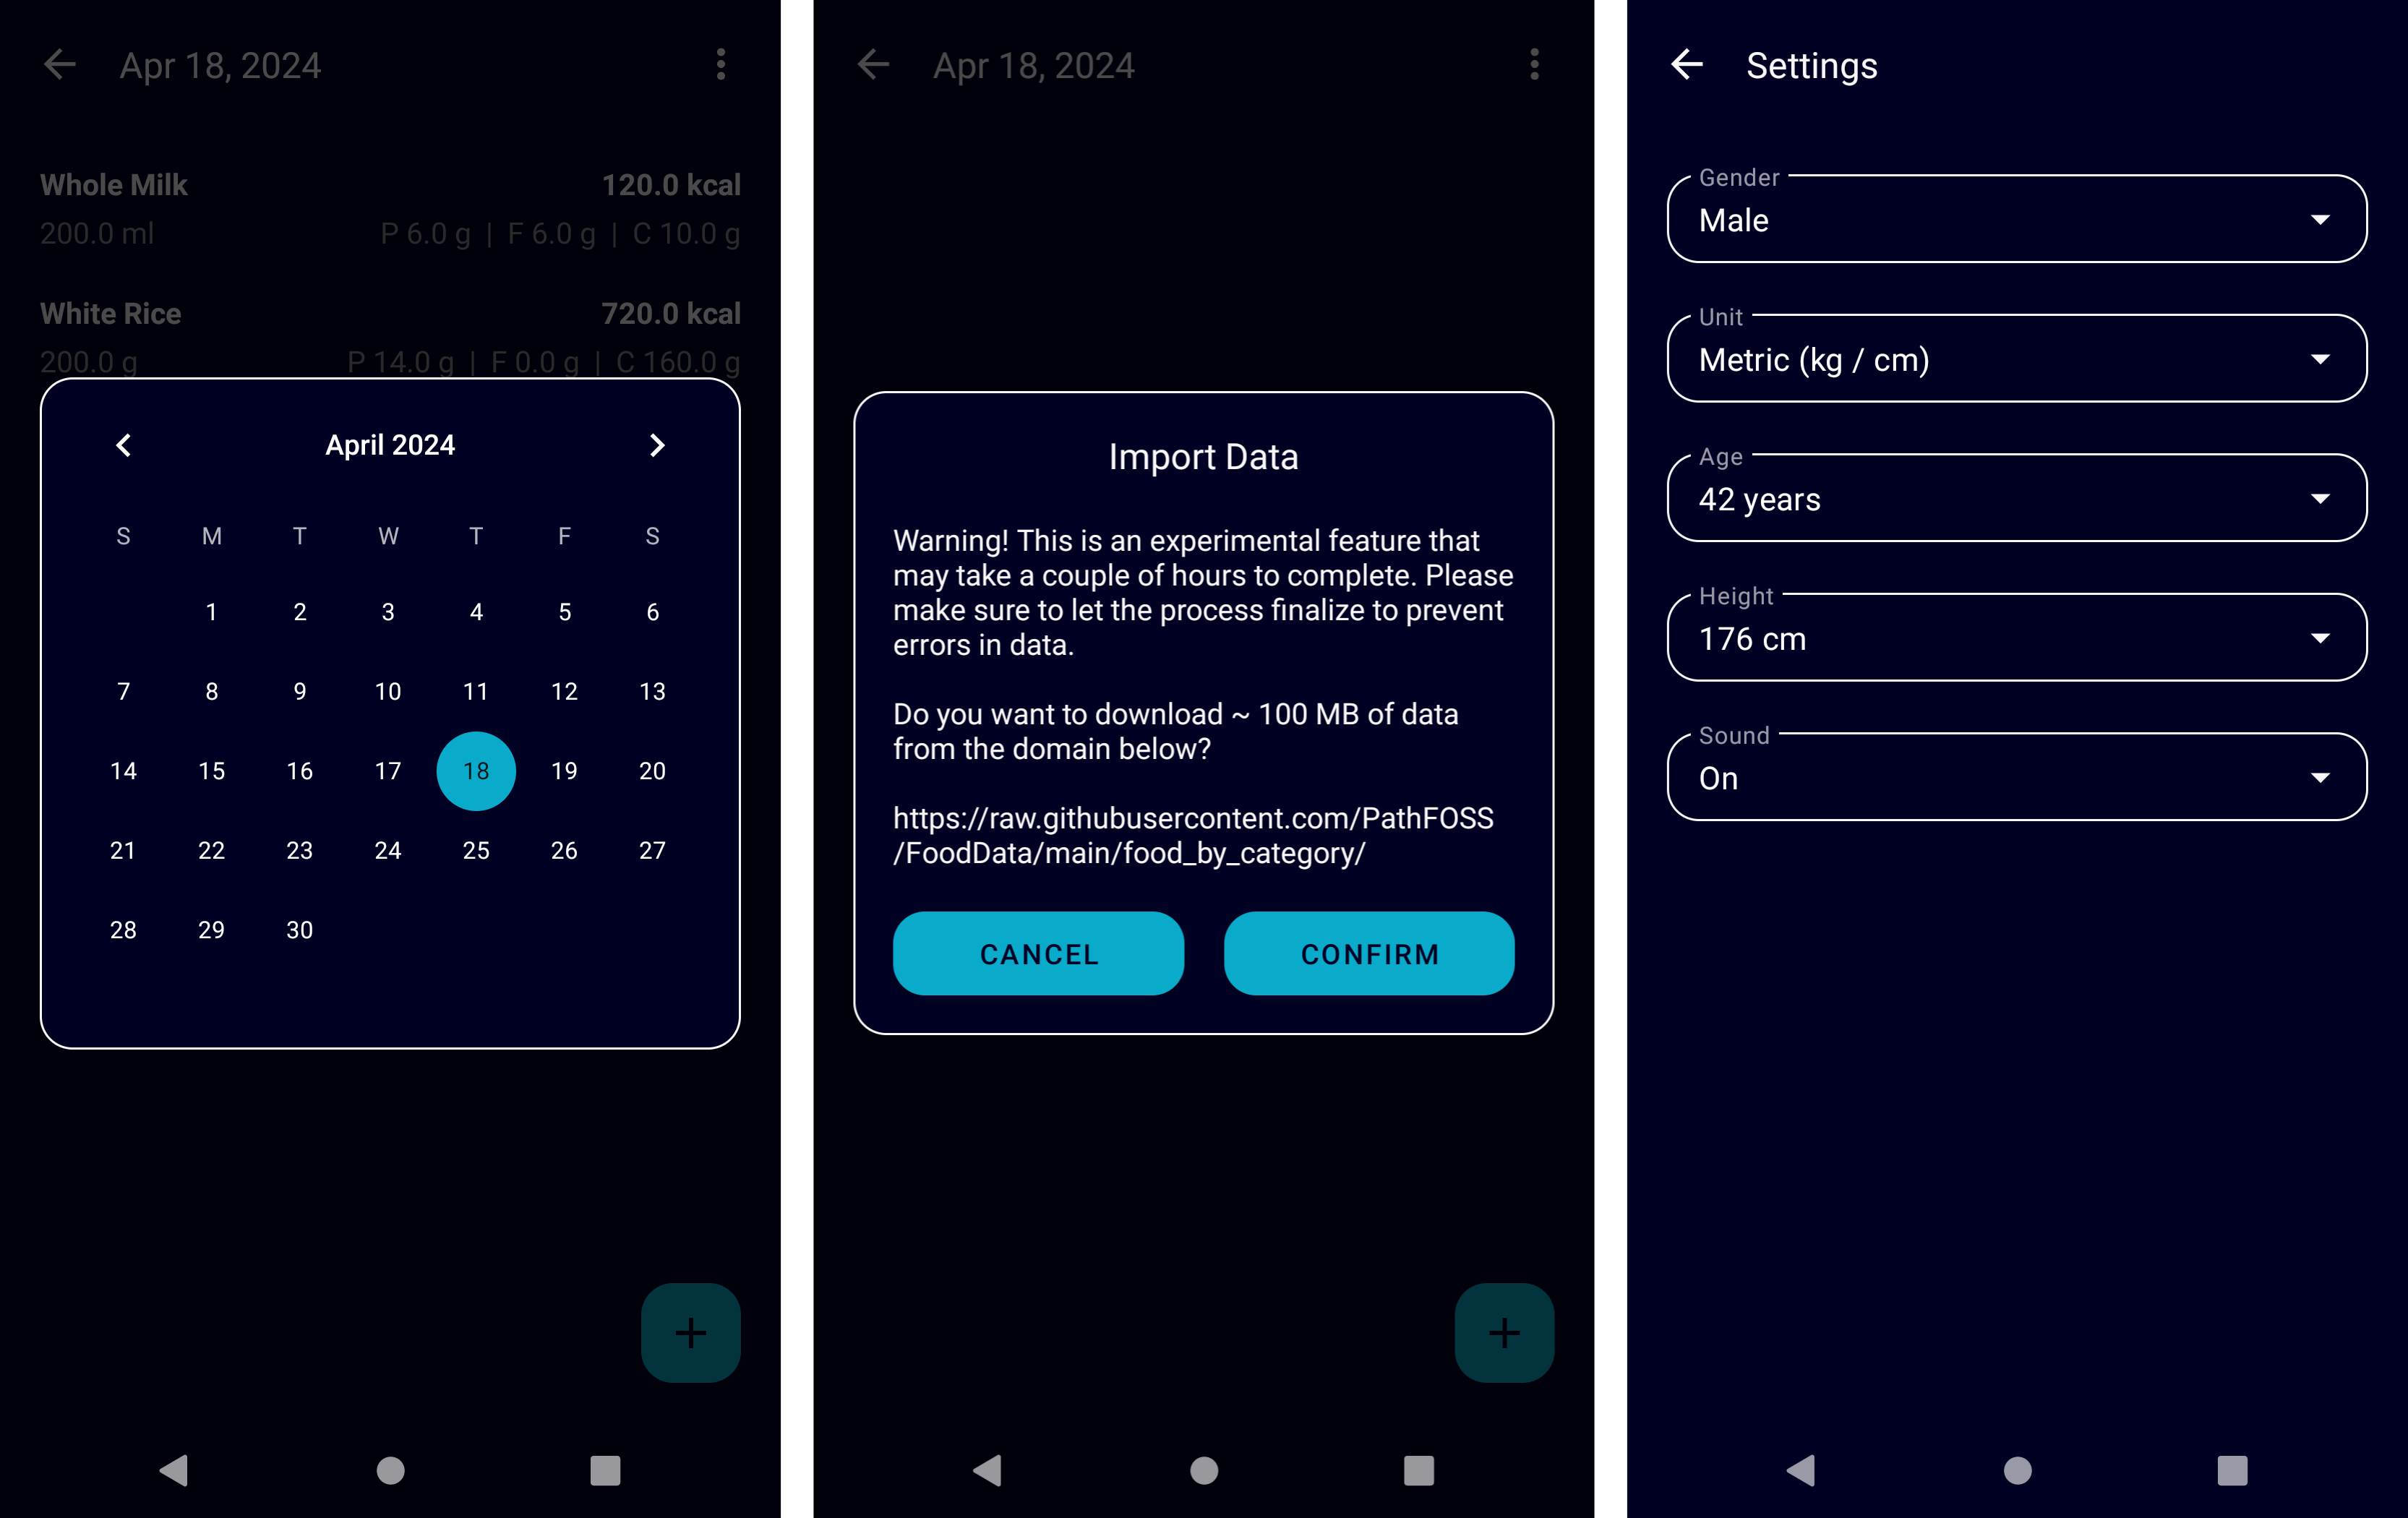 Apr 18, 2024
Whole Milk 120.0 kcal
200.0 ml P 6.0 g | F 6.0 g | C 10.0 g
White Rice 720.0 kcal
200.0 g P 14.0 g | F 0.0 g | C 160.0 g
April 2024
S M T W T F S
1 2 3 4 5 6
7 8 9 10 11 12 13
14 15 16 17 18 19 20
21 22 23 24 25 26 27
28 29 30
Apr 18, 2024
Import Data
Warning! This is an experimental feature that
may take a couple of hours to complete. Please
make sure to let the process finalize to prevent
errors in data.
Do you want to download ~ 100 MB of data
from the domain below?
https://raw.githubusercontent.com/PathFOSS
/FoodData/main/food_by_category/
CANCEL CONFIRM
Settings
Gender
Male
Unit
Metric (kg / cm)
Age
42 years
Height
176 cm
Sound
On